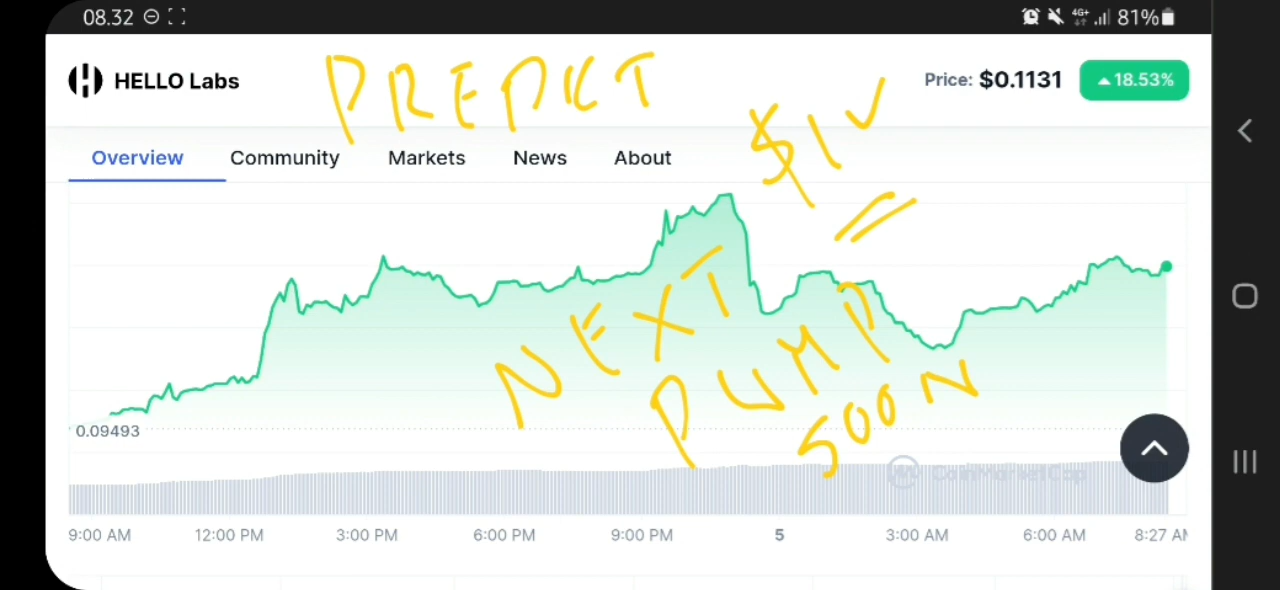 08.32
4G+
81%
HELLO Labs
Price: $0.1131
18.53%
PREDICT
$1
Overview
Community
Markets
News
About
NEXT
PUMP
SOON
0.09493
CoinMarketCap
9:00 AM
12:00 PM
3:00 PM
6:00 PM
9:00 PM
5
3:00 AM
6:00 AM
8:27 AM